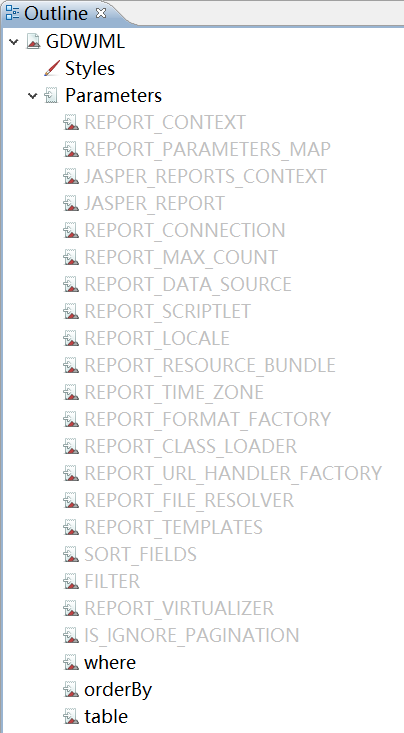 Outline
GDWJML
Styles
Parameters
REPORT_CONTEXT
REPORT_PARAMETERS_MAP
JASPER_REPORTS_CONTEXT
JASPER_REPORT
REPORT_CONNECTION
REPORT_MAX_COUNT
REPORT_DATA_SOURCE
REPORT_SCRIPTLET
REPORT_LOCALE
REPORT_RESOURCE_BUNDLE
REPORT_TIME_ZONE
REPORT_FORMAT_FACTORY
REPORT_CLASS_LOADER
REPORT_URL_HANDLER_FACTORY
REPORT_FILE_RESOLVER
REPORT_TEMPLATES
SORT_FIELDS
FILTER
REPORT_VIRTUALIZER
IS_IGNORE_PAGINATION
where
orderBy
table